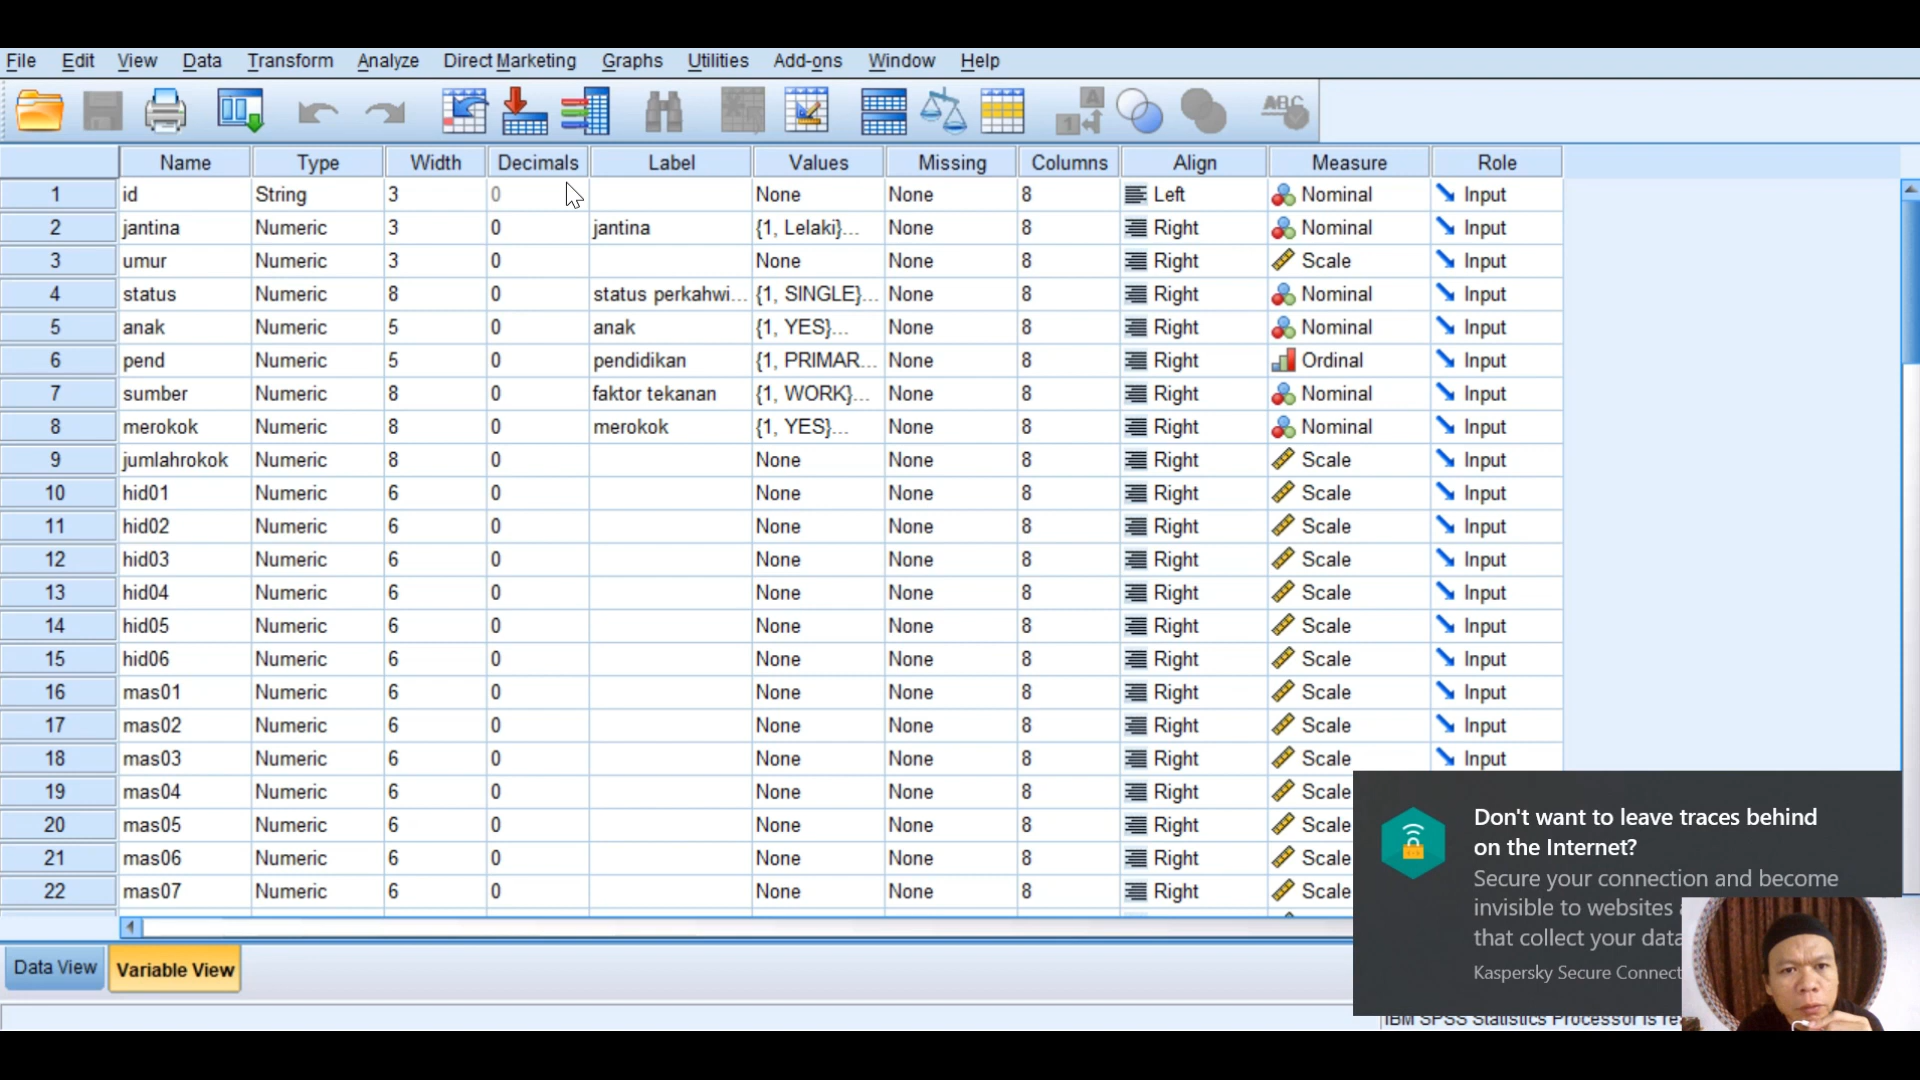 File Edit View Data Transform Analyze Direct Marketing Graphs Utilities Add-ons Window Help
Name Type Width Decimals Label Values Missing Columns Align Measure Role
1 id String 3 0 None None 8 Left Nominal Input
2 jantina Numeric 3 0 jantina {1, Lelaki}... None 8 Right Nominal Input
3 umur Numeric 3 0 None None 8 Right Scale Input
4 status Numeric 8 0 status perkahwi... {1, SINGLE}... None 8 Right Nominal Input
5 anak Numeric 5 0 anak {1, YES}... None 8 Right Nominal Input
6 pend Numeric 5 0 pendidikan {1, PRIMAR... None 8 Right Ordinal Input
7 sumber Numeric 8 0 faktor tekanan {1, WORK}... None 8 Right Nominal Input
8 merokok Numeric 8 0 merokok {1, YES}... None 8 Right Nominal Input
9 jumlahrokok Numeric 8 0 None None 8 Right Scale Input
10 hid01 Numeric 6 0 None None 8 Right Scale Input
11 hid02 Numeric 6 0 None None 8 Right Scale Input
12 hid03 Numeric 6 0 None None 8 Right Scale Input
13 hid04 Numeric 6 0 None None 8 Right Scale Input
14 hid05 Numeric 6 0 None None 8 Right Scale Input
15 hid06 Numeric 6 0 None None 8 Right Scale Input
16 mas01 Numeric 6 0 None None 8 Right Scale Input
17 mas02 Numeric 6 0 None None 8 Right Scale Input
18 mas03 Numeric 6 0 None None 8 Right Scale Input
19 mas04 Numeric 6 0 None None 8 Right Scale
20 mas05 Numeric 6 0 None None 8 Right Scale
21 mas06 Numeric 6 0 None None 8 Right Scale
22 mas07 Numeric 6 0 None None 8 Right Scale
Don't want to leave traces behind
on the Internet?
Secure your connection and become
invisible to websites
that collect your data
Kaspersky Secure Connect
Data View Variable View
IBM SPSS Statistics Processor is